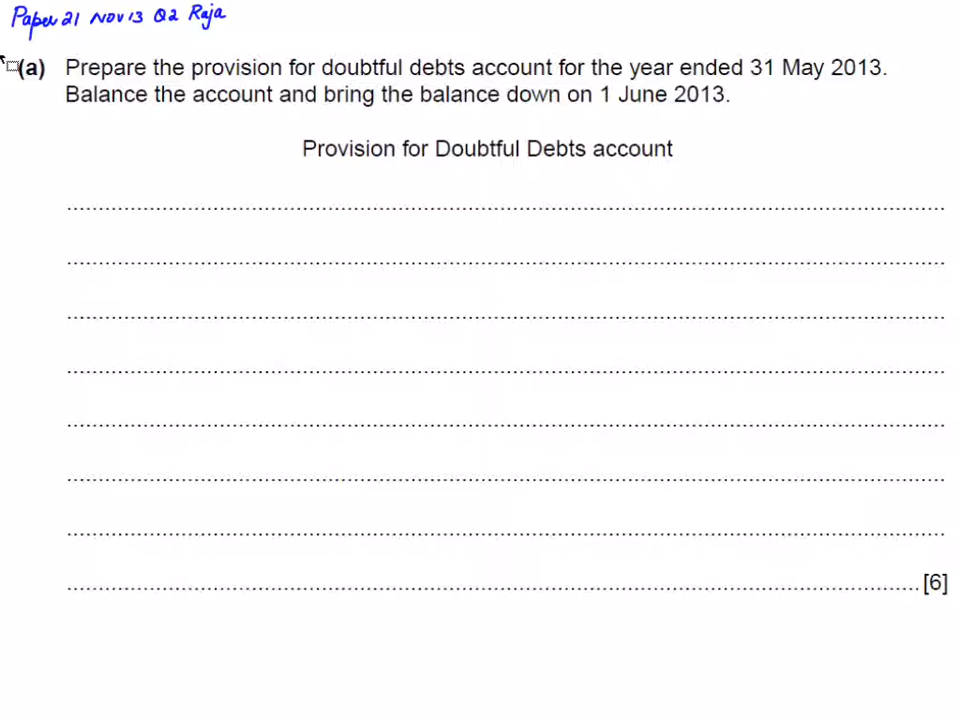 Paper 21 Nov 13 Q2 Raja
(a) Prepare the provision for doubtful debts account for the year ended 31 May 2013.
Balance the account and bring the balance down on 1 June 2013.
Provision for Doubtful Debts account
....................................................................................................
....................................................................................................
....................................................................................................
....................................................................................................
....................................................................................................
....................................................................................................
....................................................................................................
.................................................................................................... [6]